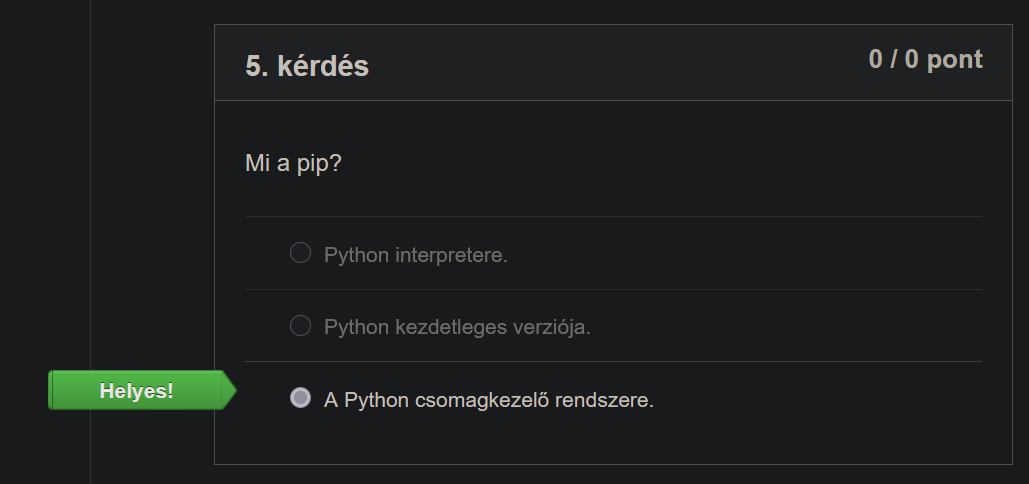 5. kérdés
0 / 0 pont
Mi a pip?
Python interpretere.
Python kezdetleges verziója.
Helyes!
A Python csomagkezelő rendszere.